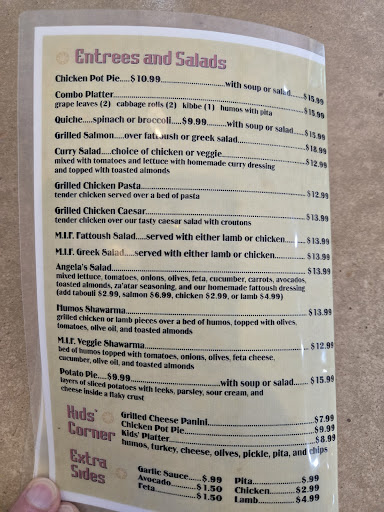 Entrees and Salads
Chicken Pot Pie.....$10.99..............................with soup or salad......$15.99
Combo Platter..............................$15.99
grape leaves (2) cabbage rolls (2) kibbe (1) humos with pita
Quiche.....spinach or broccoli.....$9.99.........with soup or salad.....$15.99
Grilled Salmon.....over fattoush or greek salad..............................$18.99
Curry Salad.....choice of chicken or veggie..............................$12.99
mixed with tomatoes and lettuce with homemade curry dressing
and topped with toasted almonds
Grilled Chicken Pasta..............................$12.99
tender chicken served over a bed of pasta
Grilled Chicken Caesar..............................$13.99
tender chicken over our tasty caesar salad with croutons
M.I.F. Fattoush Salad.....served with either lamb or chicken..........$13.99
M.I.F. Greek Salad.....served with either lamb or chicken..............$13.99
Angela's Salad..............................$13.99
mixed lettuce, tomatoes, onions, olives, feta, cucumber, carrots, avocados,
toasted almonds, za'atar seasoning, and our homemade fattoush dressing
(add tabouli $2.99, salmon $6.99, chicken $2.99, or lamb $4.99)
Humos Shawarma..............................$13.99
grilled chicken or lamb pieces over a bed of humos, topped with olives,
tomatoes, olive oil, and toasted almonds
M.I.F. Veggie Shawarma..............................$12.99
bed of humos topped with tomatoes, onions, olives, feta cheese,
cucumber, olive oil, and toasted almonds
Potato Pie.....$9.99..............................with soup or salad.......$15.99
layers of sliced potatoes with leeks, parsley, sour cream, and
cheese inside a flaky crust
Kids' Corner
Grilled Cheese Panini..............................$7.99
Chicken Pot Pie..............................$9.99
Kids' Platter..............................$8.99
humos, turkey, cheese, olives, pickle, pita, and chips
Extra Sides
Garlic Sauce.....$.99 Pita..............$.99
Avocado..........$1.50 Chicken.......$2.99
Feta..............$1.50 Lamb..........$4.99